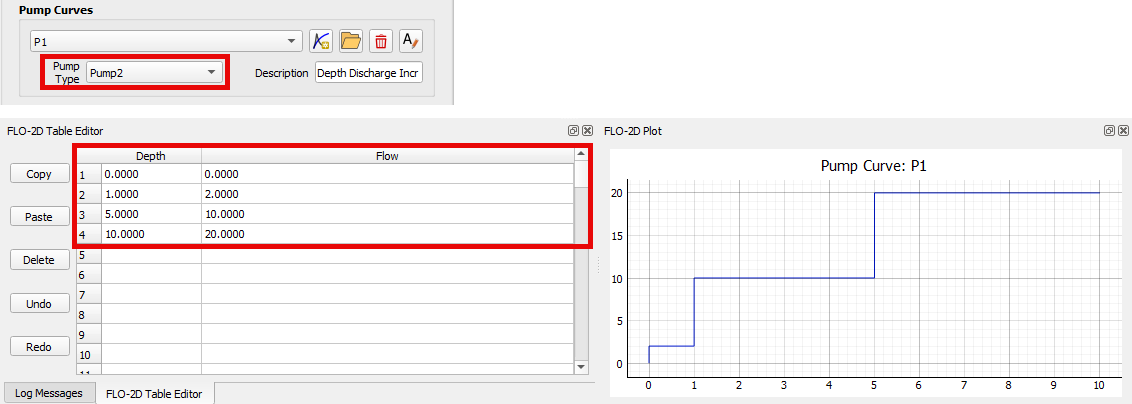 Pump Curves
P1
Pump Type
Pump2
Description
Depth Discharge Incr
FLO-2D Table Editor
Copy
Paste
Delete
Undo
Redo
Depth Flow
1 0.0000 0.0000
2 1.0000 2.0000
3 5.0000 10.0000
4 10.0000 20.0000
5
6
7
8
9
10
11
Log Messages
FLO-2D Table Editor
FLO-2D Plot
Pump Curve: P1
20
15
10
5
0
0 1 2 3 4 5 6 7 8 9 10